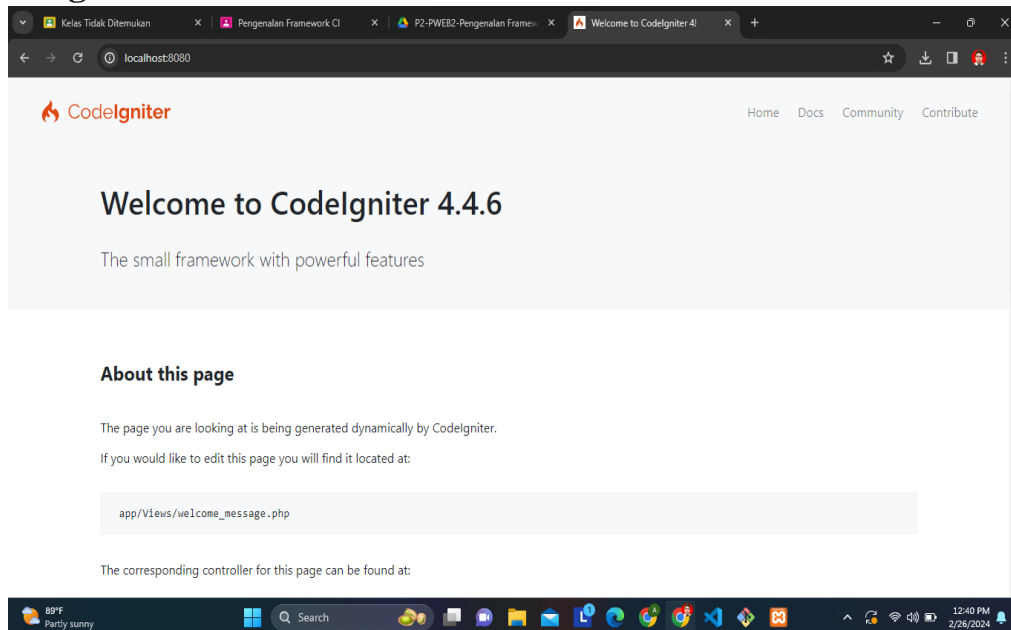 Kelas Tidak Ditemukan
Pengenalan Framework CI
P2-PWEB2-Pengenalan Framew
Welcome to CodeIgniter 4!
localhost:8080
CodeIgniter
Home Docs Community Contribute
Welcome to CodeIgniter 4.4.6
The small framework with powerful features
About this page
The page you are looking at is being generated dynamically by CodeIgniter.
If you would like to edit this page you will find it located at:
app/Views/welcome_message.php
The corresponding controller for this page can be found at:
89°F
Partly sunny
Search
12:40 PM
2/26/2024